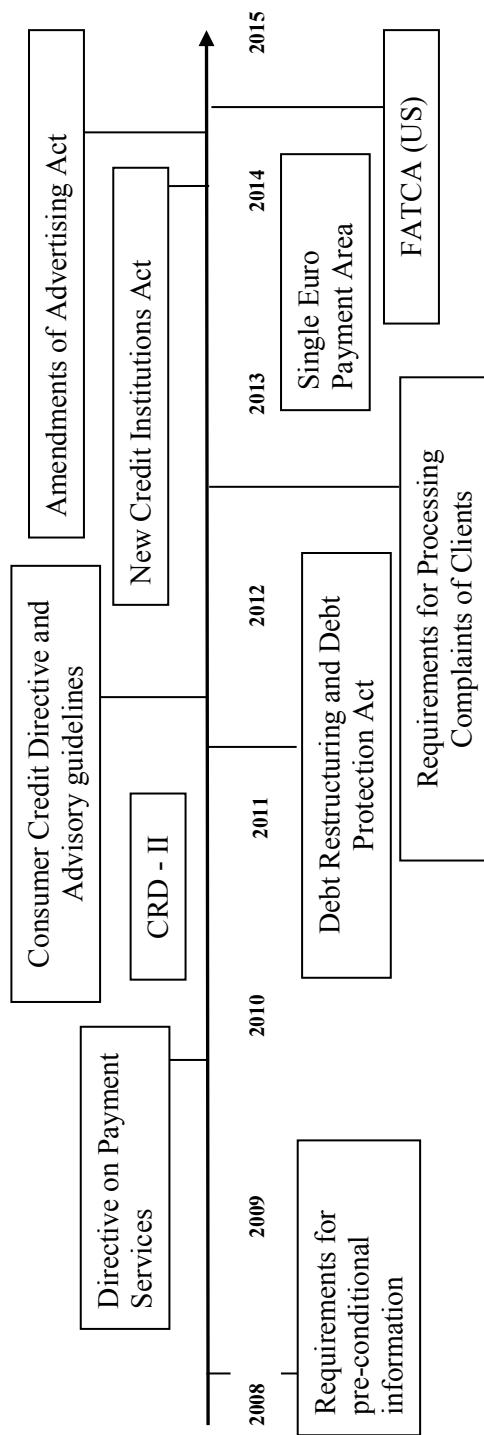 Amendments of Advertising Act
Consumer Credit Directive and
Advisory guidelines
New Credit Institutions Act
CRD - II
Directive on Payment
Services
2008
2009
2010
2011
2012
2013
2014
2015
Requirements for
pre-conditional
information
Debt Restructuring and Debt
Protection Act
Single Euro
Payment Area
Requirements for Processing
Complaints of Clients
FATCA (US)